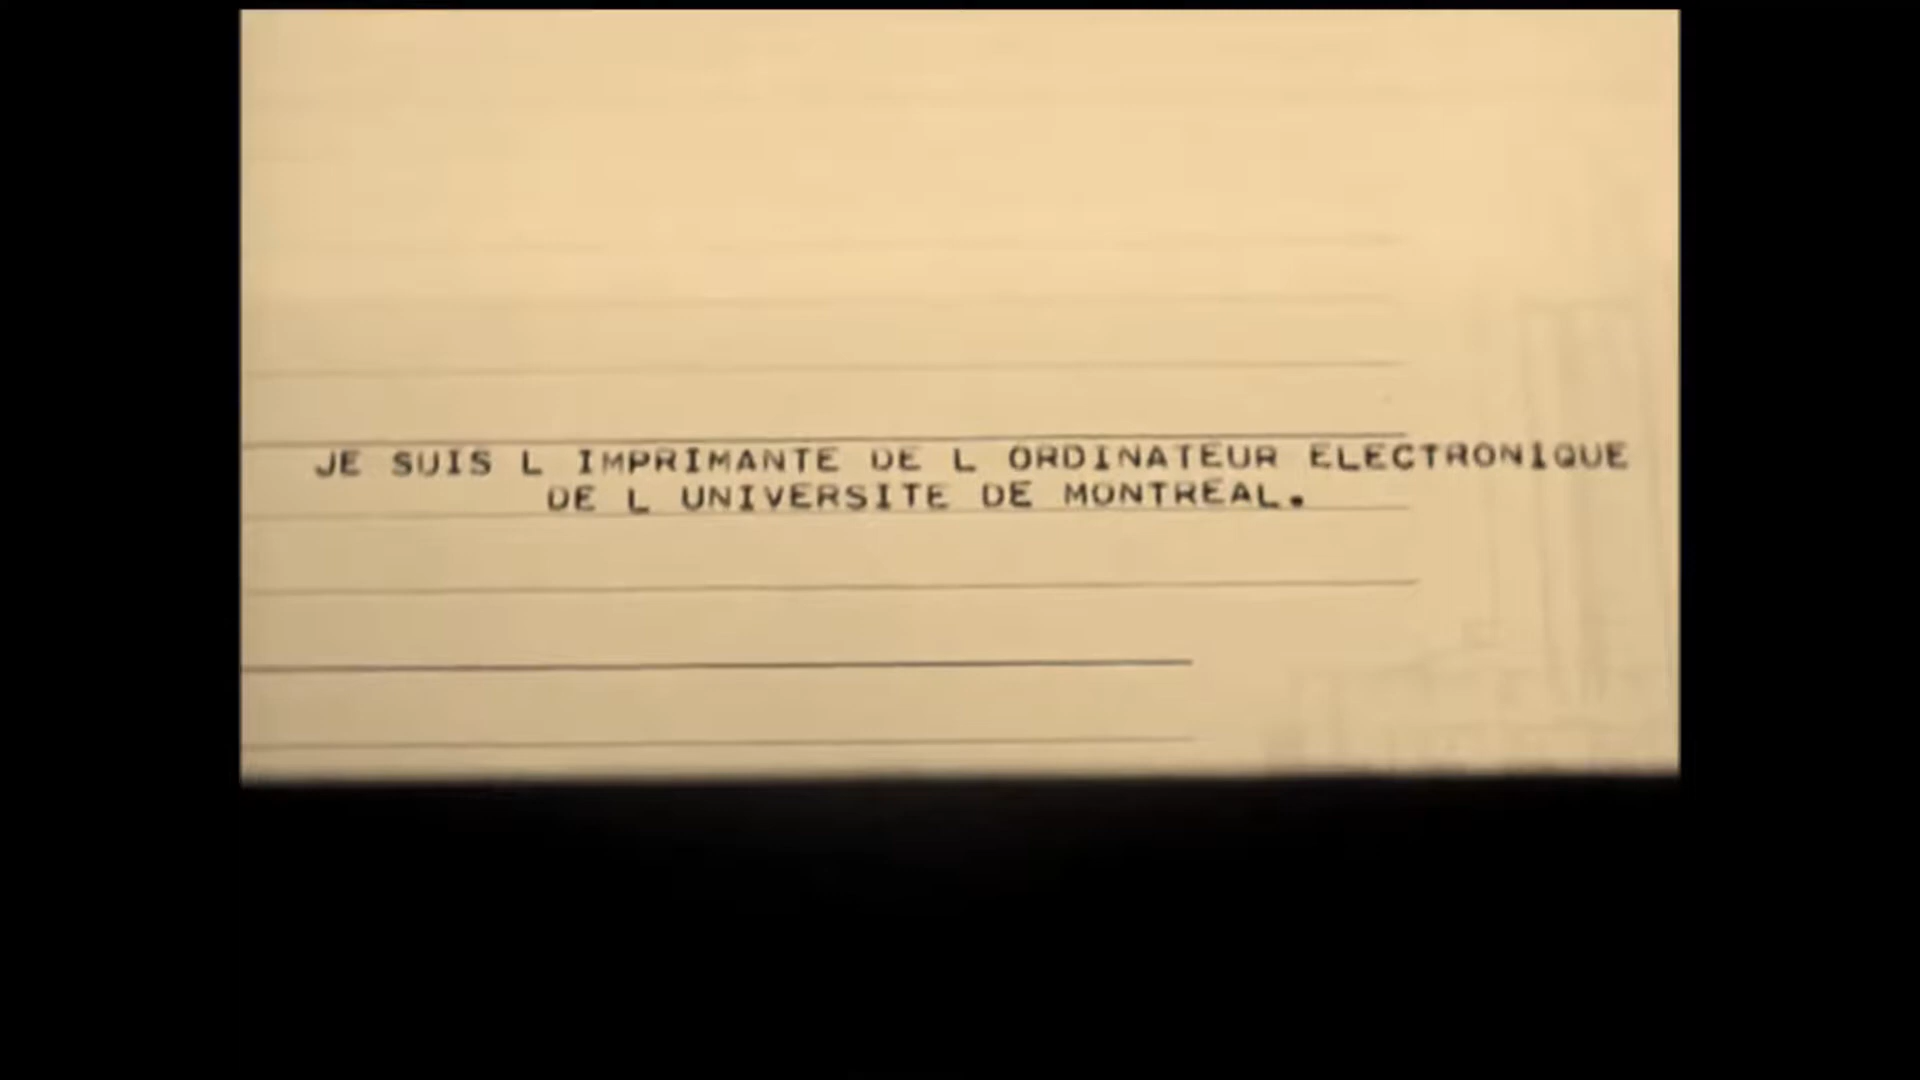 JE SUIS L IMPRIMANTE DE L ORDINATEUR ELECTRONIQUE
DE L UNIVERSITE DE MONTREAL.